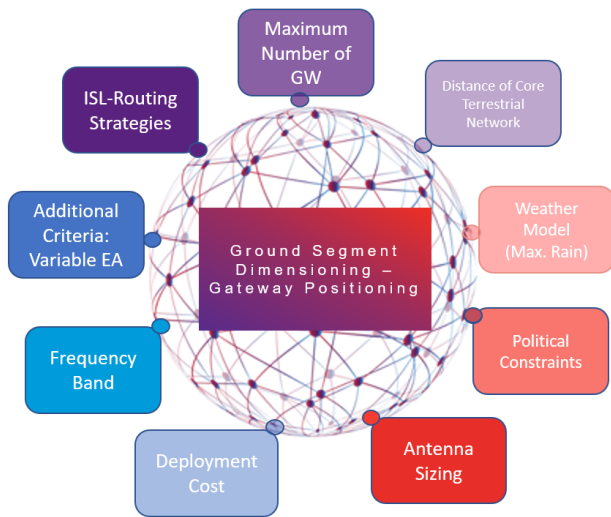 Maximum
Number of
GW
Distance of Core
Terrestrial
Network
Weather
Model
(Max. Rain)
Political
Constraints
Antenna
Sizing
Deployment
Cost
Frequency
Band
Additional
Criteria:
Variable EA
ISL-Routing
Strategies
Ground Segment
Dimensioning –
Gateway Positioning